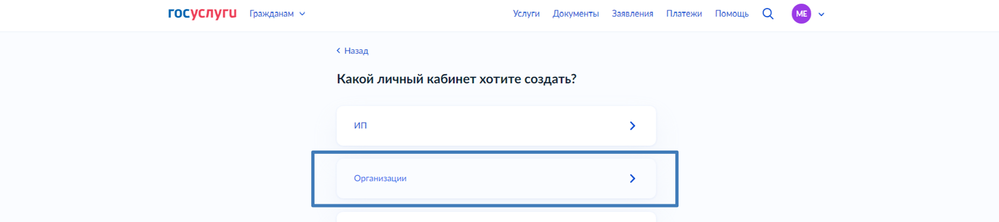 госуслуги Гражданам Услуги Документы Заявления Платежи Помощь МЕ
Назад
Какой личный кабинет хотите создать?
ИП
Организации